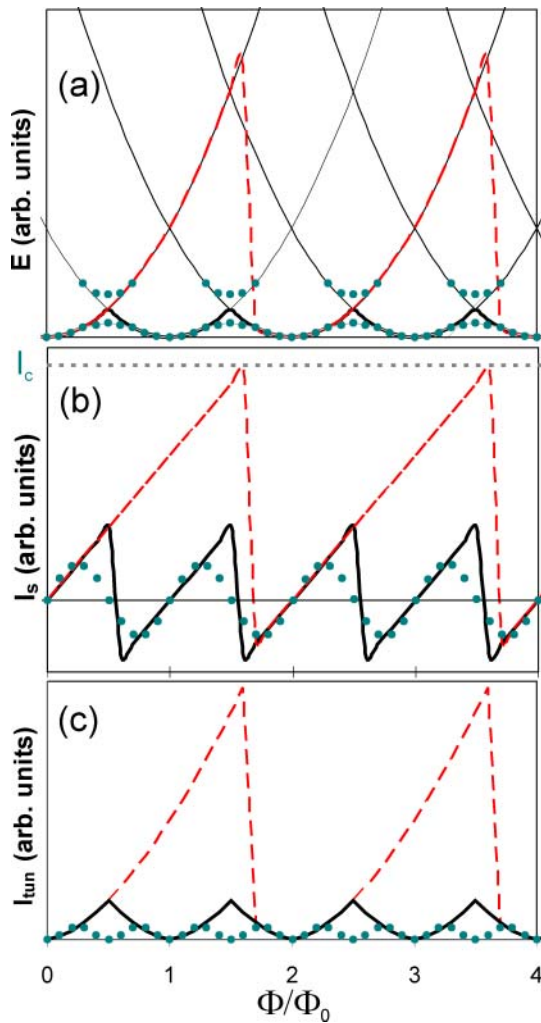 (a)
E (arb. units)
I_c
(b)
I_s (arb. units)
(c)
I_tun (arb. units)
0 1 2 3 4
Φ/Φ_0